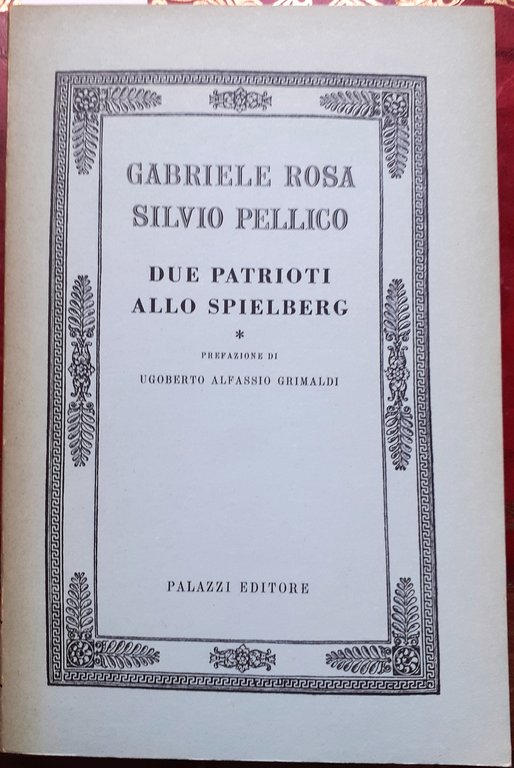 GABRIELE ROSA
SILVIO PELLICO
DUE PATRIOTI
ALLO SPIELBERG
*
PREFAZIONE DI
UGOBERTO ALFASSIO GRIMALDI
PALAZZI EDITORE